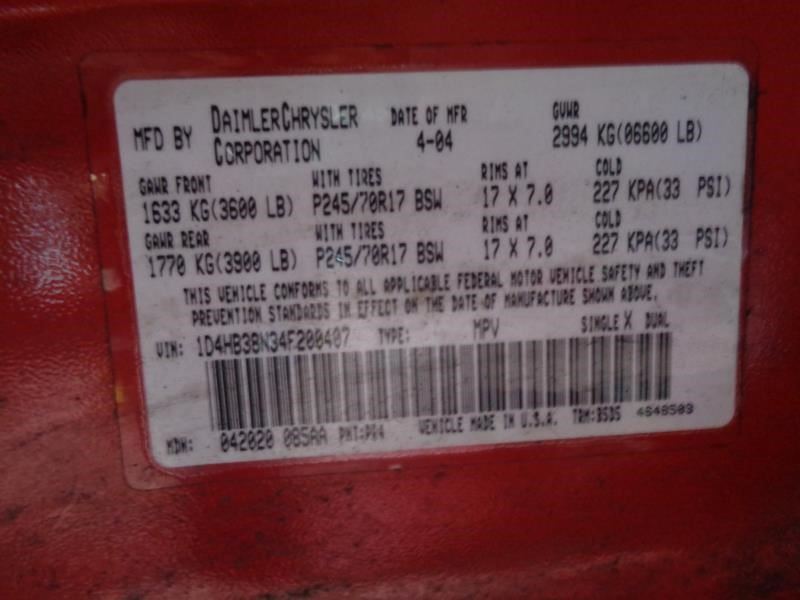 MFD BY DAIMLERCHRYSLER CORPORATION DATE OF MFR 4-04 GVWR 2994 KG(06600 LB)
GAWR FRONT WITH TIRES RIMS AT COLD
1633 KG(3600 LB) P245/70R17 BSW 17 X 7.0 227 KPA(33 PSI)
GAWR REAR WITH TIRES RIMS AT COLD
1770 KG(3900 LB) P245/70R17 BSW 17 X 7.0 227 KPA(33 PSI)
THIS VEHICLE CONFORMS TO ALL APPLICABLE FEDERAL MOTOR VEHICLE SAFETY AND THEFT
PREVENTION STANDARDS IN EFFECT ON THE DATE OF MANUFACTURE SHOWN ABOVE.
VIN: 1D4HB38N34F200407 TYPE: MPV SINGLE X DUAL
MDH: 042020 085AA PNT:PR4 VEHICLE MADE IN U.S.A. TRM:BSDS 4648503